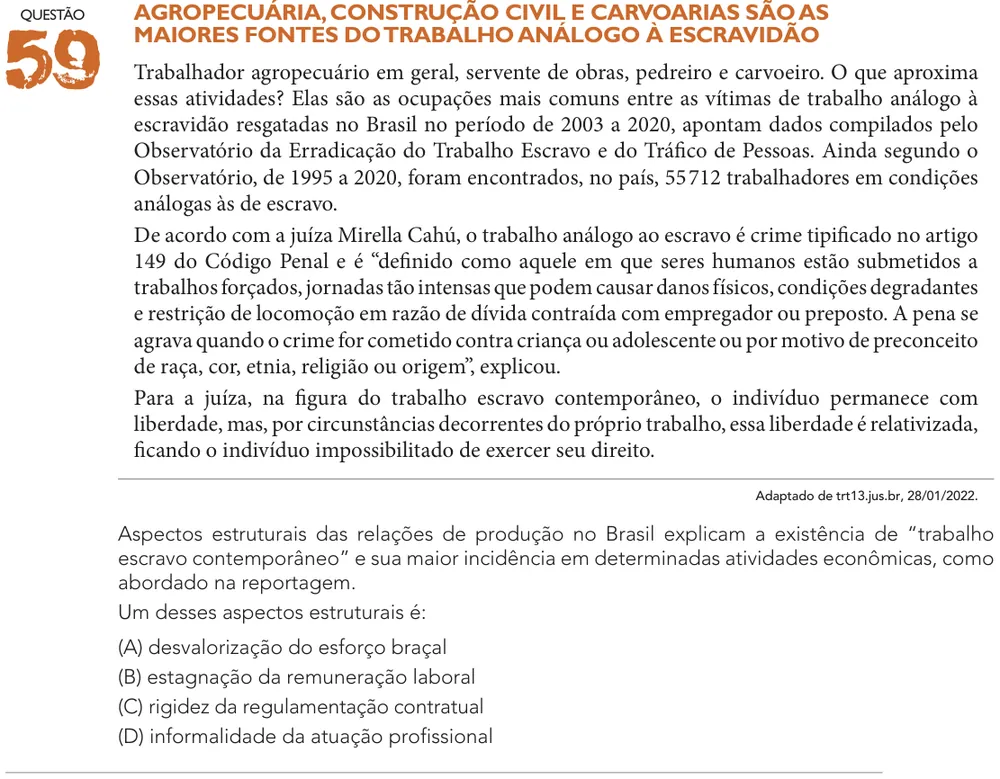 QUESTÃO
59
AGROPECUÁRIA, CONSTRUÇÃO CIVIL E CARVOARIAS SÃO AS
MAIORES FONTES DO TRABALHO ANÁLOGO À ESCRAVIDÃO
Trabalhador agropecuário em geral, servente de obras, pedreiro e carvoeiro. O que aproxima
essas atividades? Elas são as ocupações mais comuns entre as vítimas de trabalho análogo à
escravidão resgatadas no Brasil no período de 2003 a 2020, apontam dados compilados pelo
Observatório da Erradicação do Trabalho Escravo e do Tráfico de Pessoas. Ainda segundo o
Observatório, de 1995 a 2020, foram encontrados, no país, 55 712 trabalhadores em condições
análogas às de escravo.
De acordo com a juíza Mirella Cahú, o trabalho análogo ao escravo é crime tipificado no artigo
149 do Código Penal e é “definido como aquele em que seres humanos estão submetidos a
trabalhos forçados, jornadas tão intensas que podem causar danos físicos, condições degradantes
e restrição de locomoção em razão de dívida contraída com empregador ou preposto. A pena se
agrava quando o crime for cometido contra criança ou adolescente ou por motivo de preconceito
de raça, cor, etnia, religião ou origem”, explicou.
Para a juíza, na figura do trabalho escravo contemporâneo, o indivíduo permanece com
liberdade, mas, por circunstâncias decorrentes do próprio trabalho, essa liberdade é relativizada,
ficando o indivíduo impossibilitado de exercer seu direito.
Adaptado de trt13.jus.br, 28/01/2022.
Aspectos estruturais das relações de produção no Brasil explicam a existência de “trabalho
escravo contemporâneo” e sua maior incidência em determinadas atividades econômicas, como
abordado na reportagem.
Um desses aspectos estruturais é:
(A) desvalorização do esforço braçal
(B) estagnação da remuneração laboral
(C) rigidez da regulamentação contratual
(D) informalidade da atuação profissional